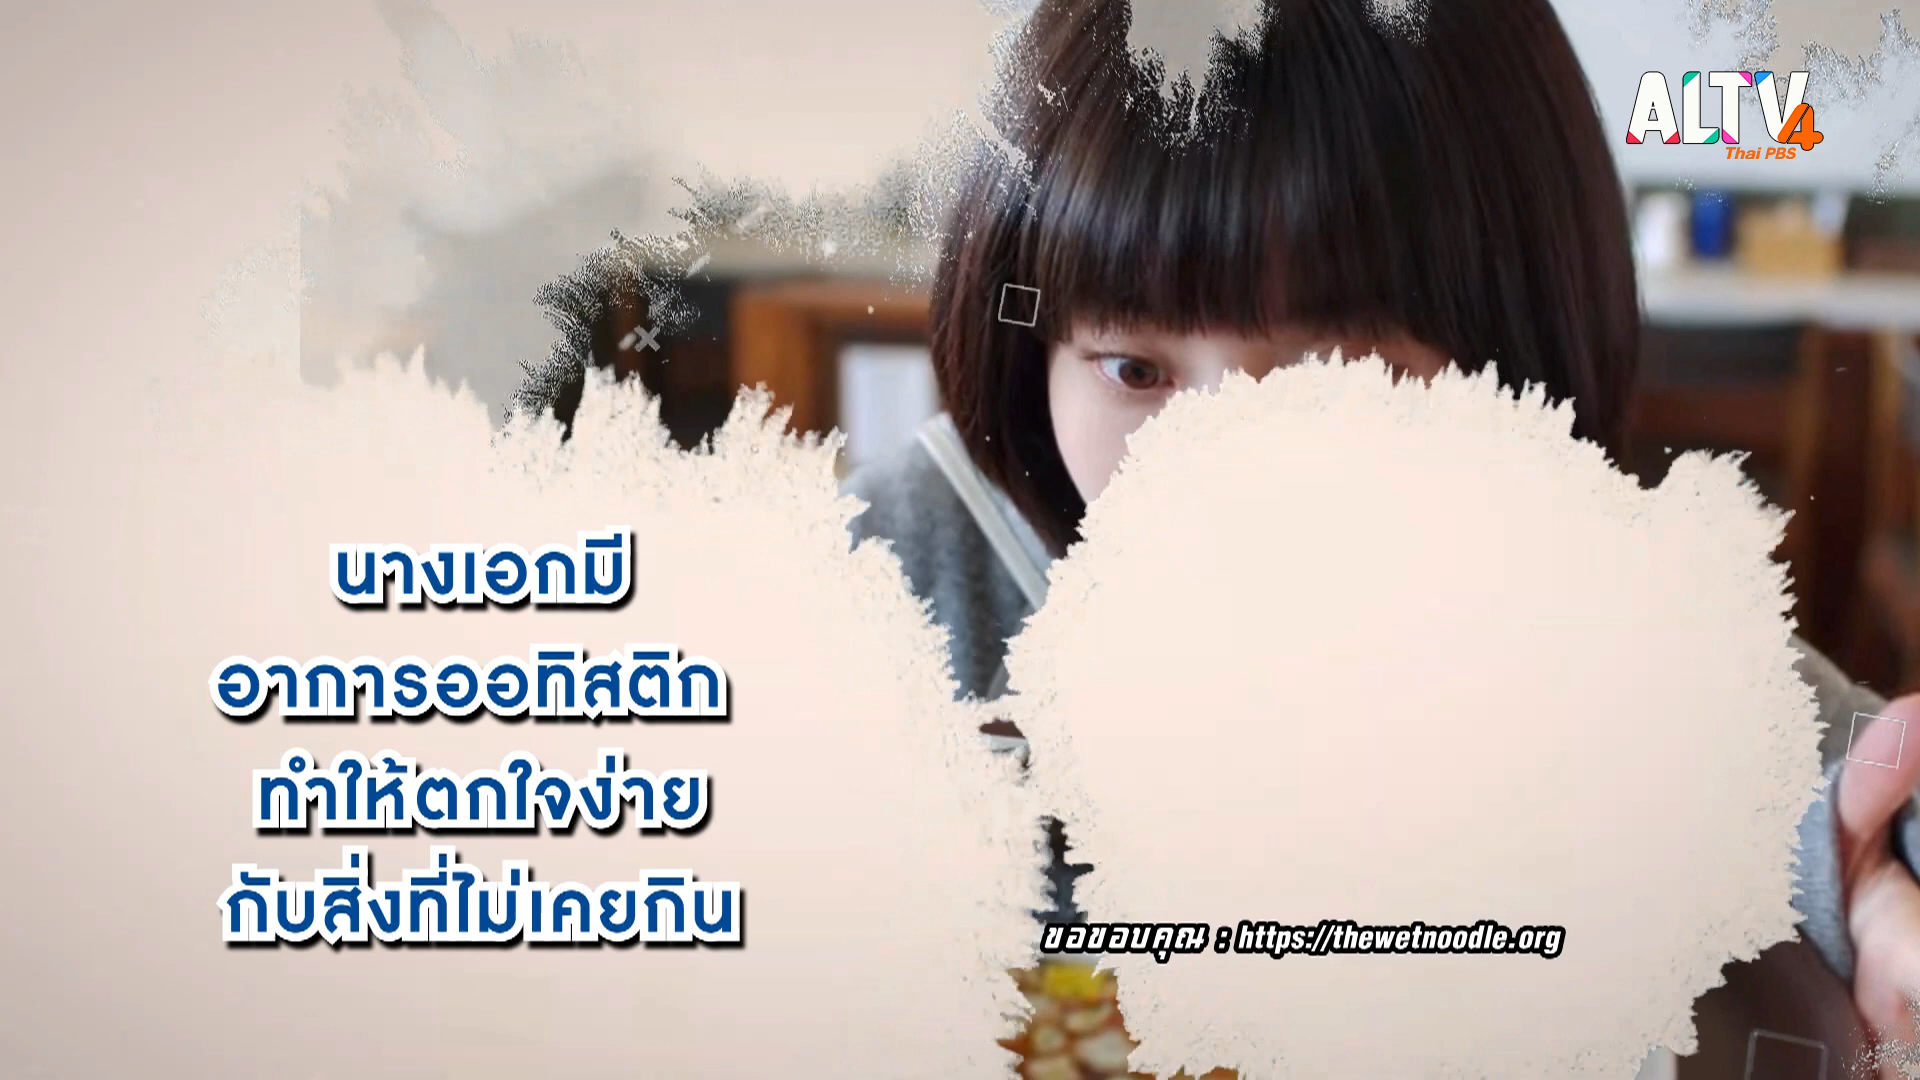 ALTV4
Thai PBS
นางเอกมี
อาการออทิสติก
ทำให้ตกใจง่าย
กับสิ่งที่ไม่เคยกิน
ขอขอบคุณ : https://thewetnoodle.org